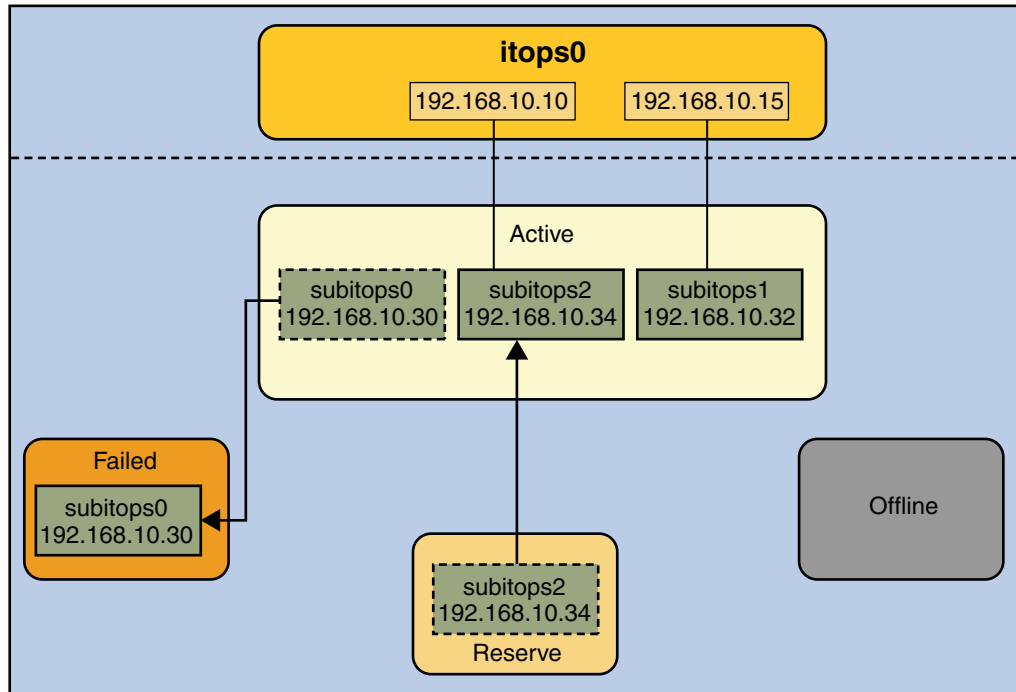 itops0
192.168.10.10
192.168.10.15
Active
subitops0
192.168.10.30
subitops2
192.168.10.34
subitops1
192.168.10.32
Failed
subitops0
192.168.10.30
Offline
subitops2
192.168.10.34
Reserve